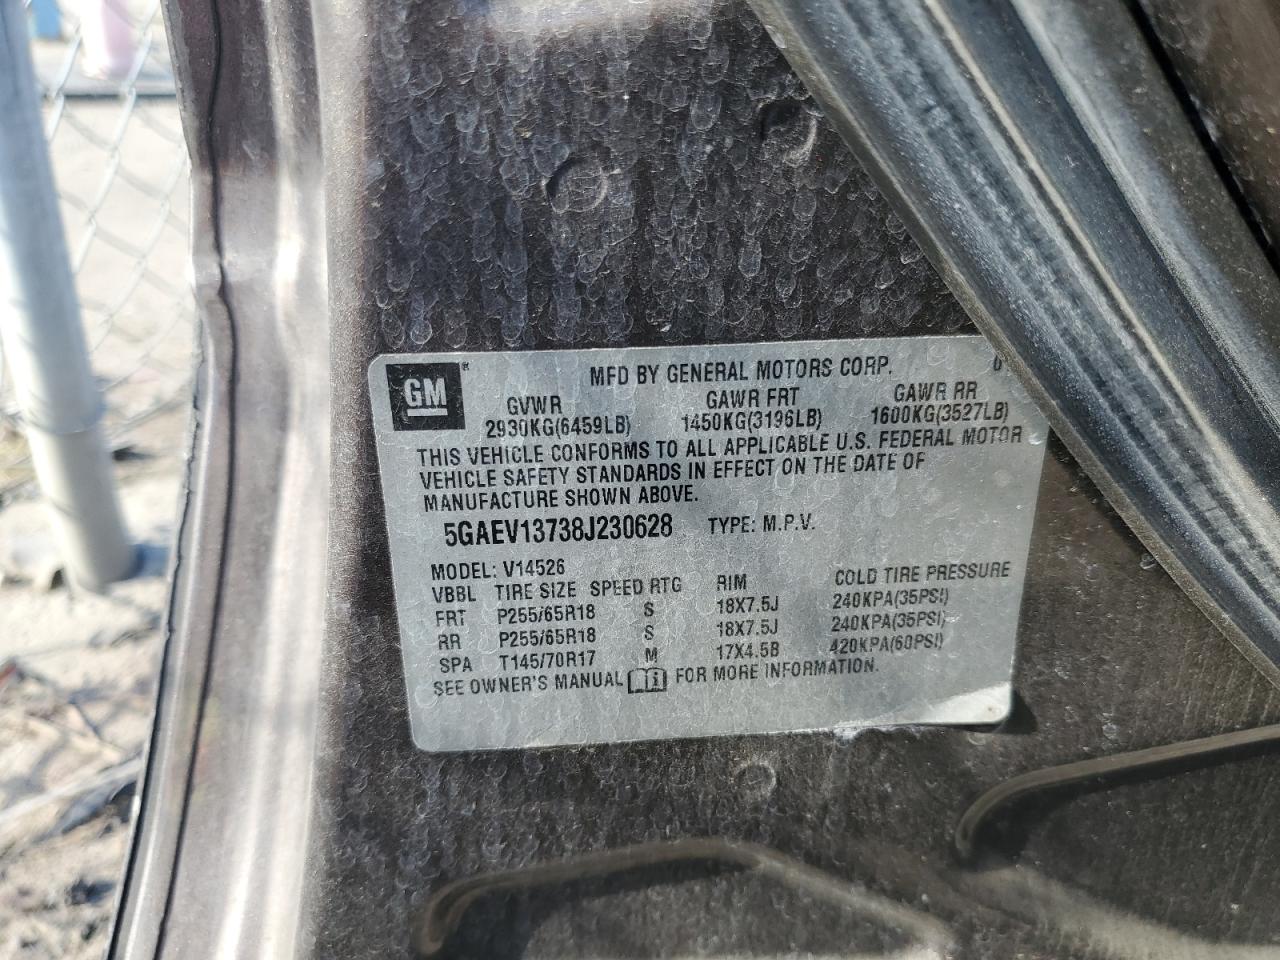 GM ® MFD BY GENERAL MOTORS CORP. 0
GVWR GAWR FRT GAWR RR
2930KG(6459LB) 1450KG(3196LB) 1600KG(3527LB)
THIS VEHICLE CONFORMS TO ALL APPLICABLE U.S. FEDERAL MOTOR
VEHICLE SAFETY STANDARDS IN EFFECT ON THE DATE OF
MANUFACTURE SHOWN ABOVE.
5GAEV13738J230628 TYPE: M.P.V.
MODEL: V14526
VBBL TIRE SIZE SPEED RTG RIM COLD TIRE PRESSURE
FRT P255/65R18 S 18X7.5J 240KPA(35PSI)
RR P255/65R18 S 18X7.5J 240KPA(35PSI)
SPA T145/70R17 M 17X4.5B 420KPA(60PSI)
SEE OWNER'S MANUAL i FOR MORE INFORMATION.